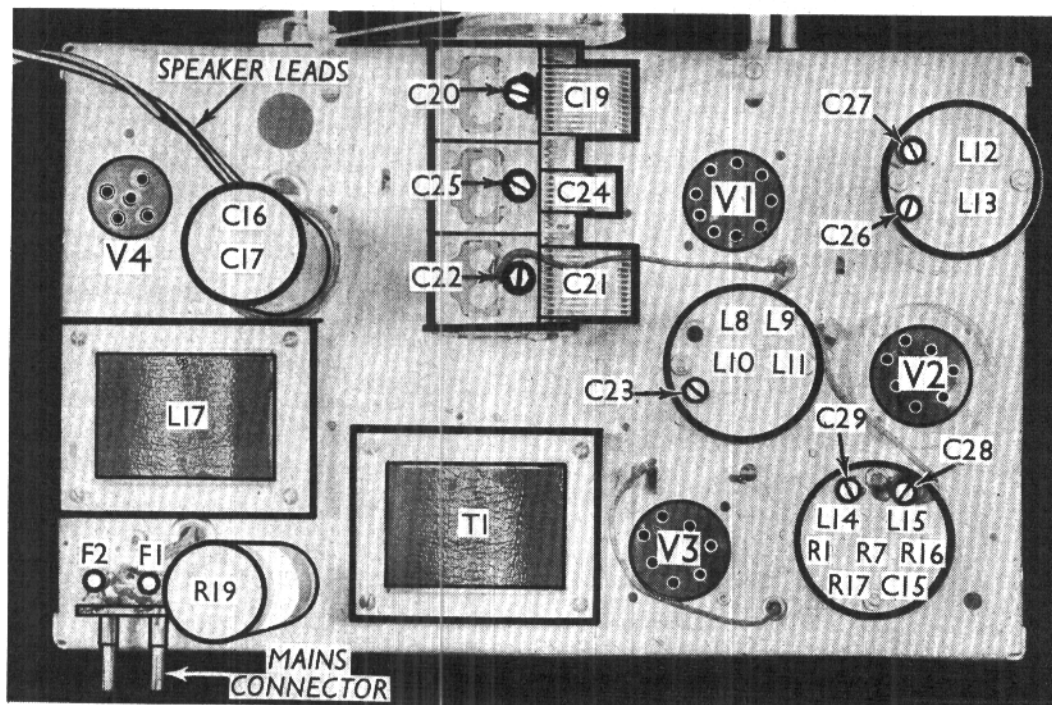 SPEAKER LEADS
C20
C19
C27
L12
C25
C24
V1
L13
C16
C26
V4
C17
C22
C21
L8 L9
L10 L11
V2
C23
L17
C29
C28
T1
L14 L15
F2 F1
V3
R1 R7 R16
R19
R17 C15
MAINS
CONNECTOR